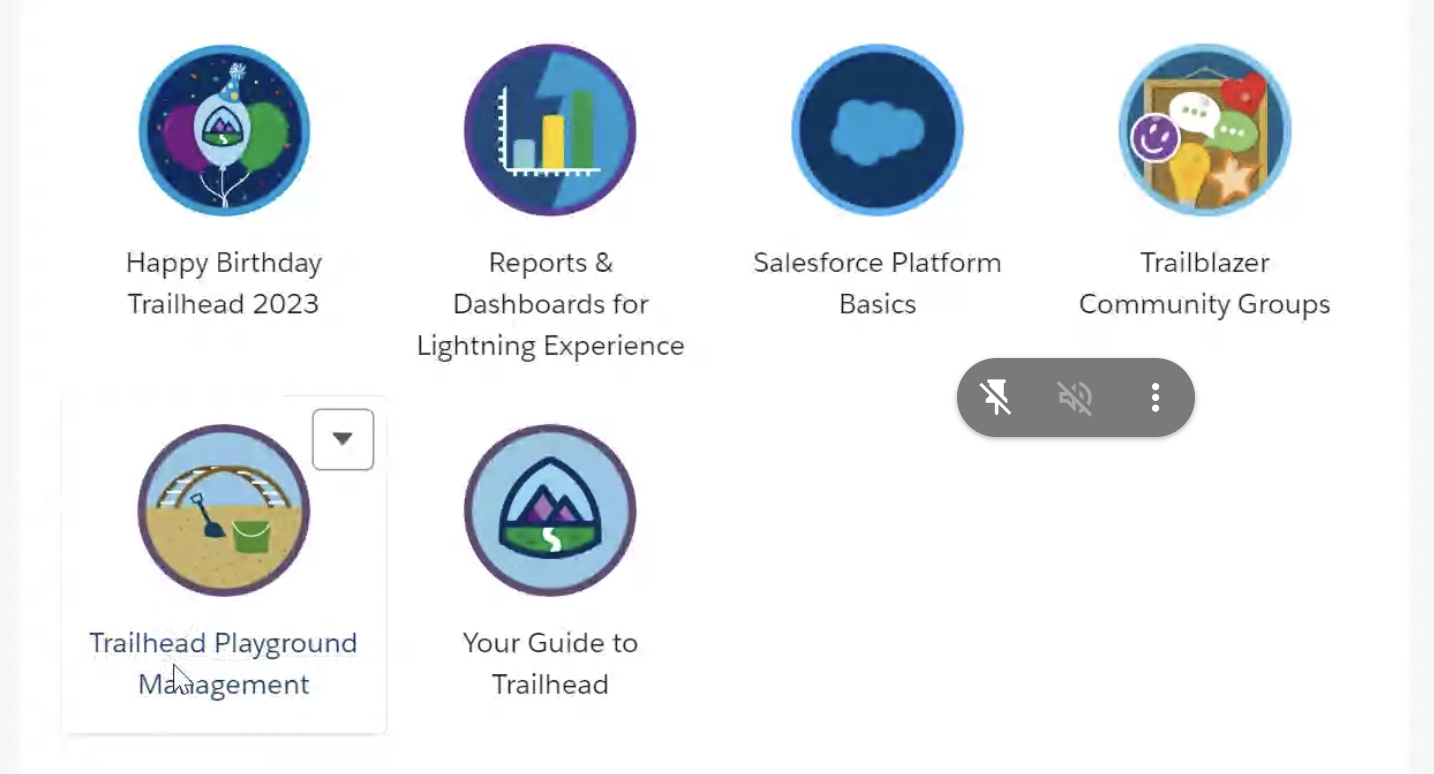 Happy Birthday
Trailhead 2023
Reports &
Dashboards for
Lightning Experience
Salesforce Platform
Basics
Trailblazer
Community Groups
Trailhead Playground
Management
Your Guide to
Trailhead